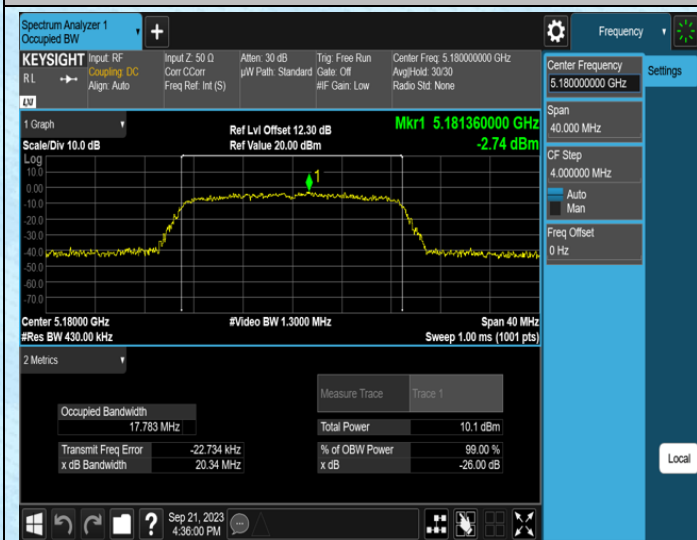 Spectrum Analyzer 1
Occupied BW
Frequency
KEYSIGHT
RL
LXI
Input: RF
Coupling: DC
Align: Auto
Input Z: 50 Ω
Corr CCorr
Freq Ref: Int (S)
Atten: 30 dB
µW Path: Standard
Trig: Free Run
Gate: Off
#IF Gain: Low
Center Freq: 5.180000000 GHz
Avg|Hold: 30/30
Radio Std: None
Center Frequency
5.180000000 GHz
Settings
Span
40.000 MHz
CF Step
4.000000 MHz
Auto
Man
Freq Offset
0 Hz
Local
1 Graph
Scale/Div 10.0 dB
Ref Lvl Offset 12.30 dB
Ref Value 20.00 dBm
Mkr1 5.181360000 GHz
-2.74 dBm
Log
10.0
0.00
-10.0
-20.0
-30.0
-40.0
-50.0
-60.0
-70.0
1
Center 5.18000 GHz
#Res BW 430.00 kHz
#Video BW 1.3000 MHz
Span 40 MHz
Sweep 1.00 ms (1001 pts)
2 Metrics
Measure Trace Trace 1
Occupied Bandwidth
17.783 MHz
Total Power 10.1 dBm
Transmit Freq Error -22.734 kHz
% of OBW Power 99.00 %
x dB Bandwidth 20.34 MHz
x dB -26.00 dB
?
Sep 21, 2023
4:36:00 PM